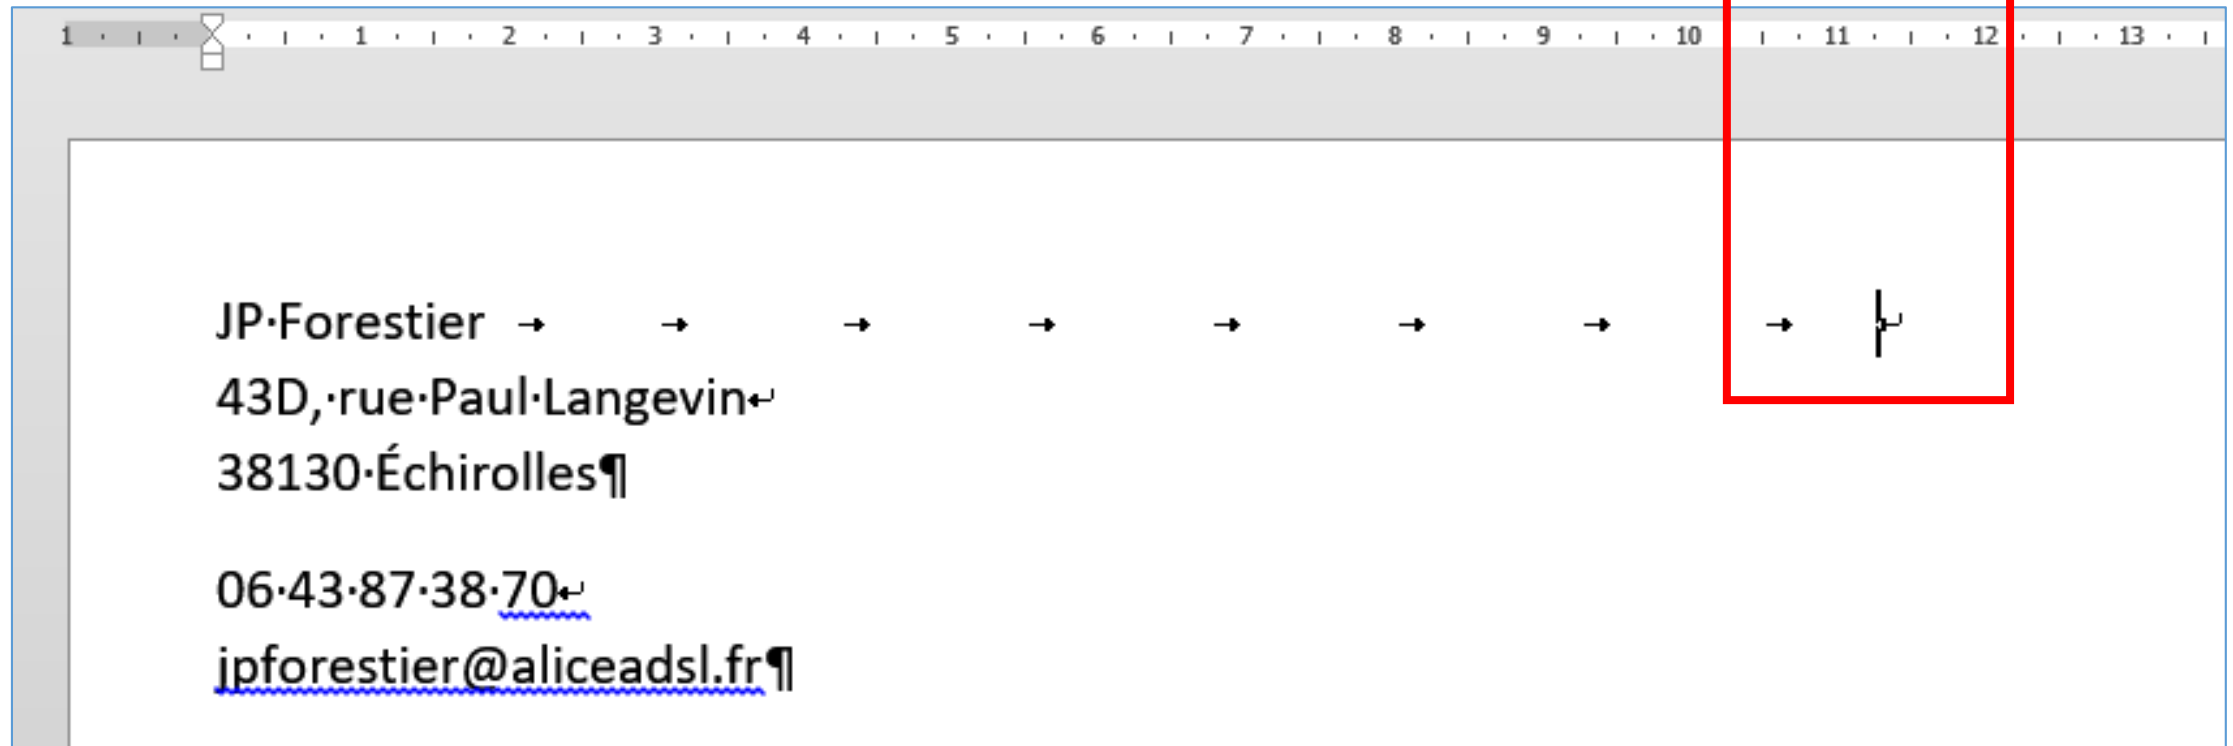 1 1 2 3 4 5 6 7 8 9 10 11 12 13
JP·Forestier → → → → → → → → ↵
43D,·rue·Paul·Langevin↵
38130·Échirolles¶
06·43·87·38·70↵
jpforestier@aliceadsl.fr¶